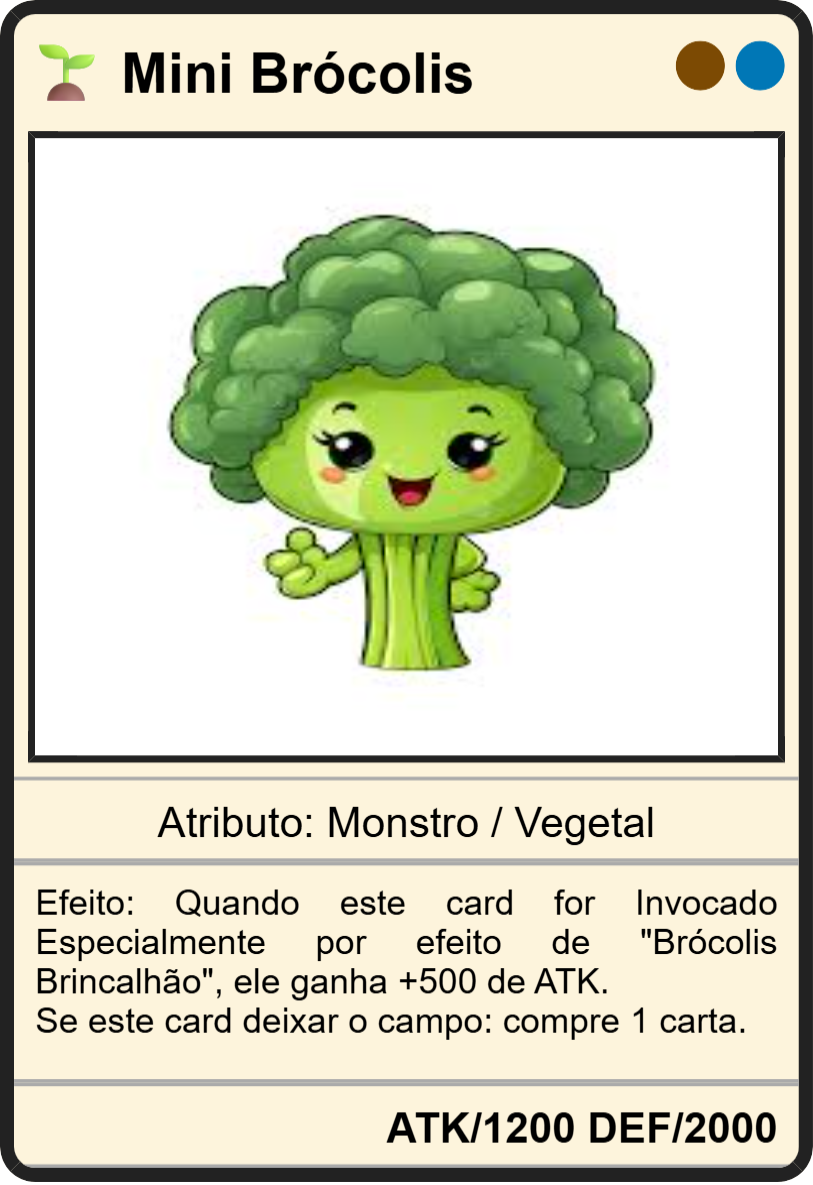 Mini Brócolis
Atributo: Monstro / Vegetal
Efeito: Quando este card for Invocado
Especialmente por efeito de "Brócolis
Brincalhão", ele ganha +500 de ATK.
Se este card deixar o campo: compre 1 carta.
ATK/1200 DEF/2000